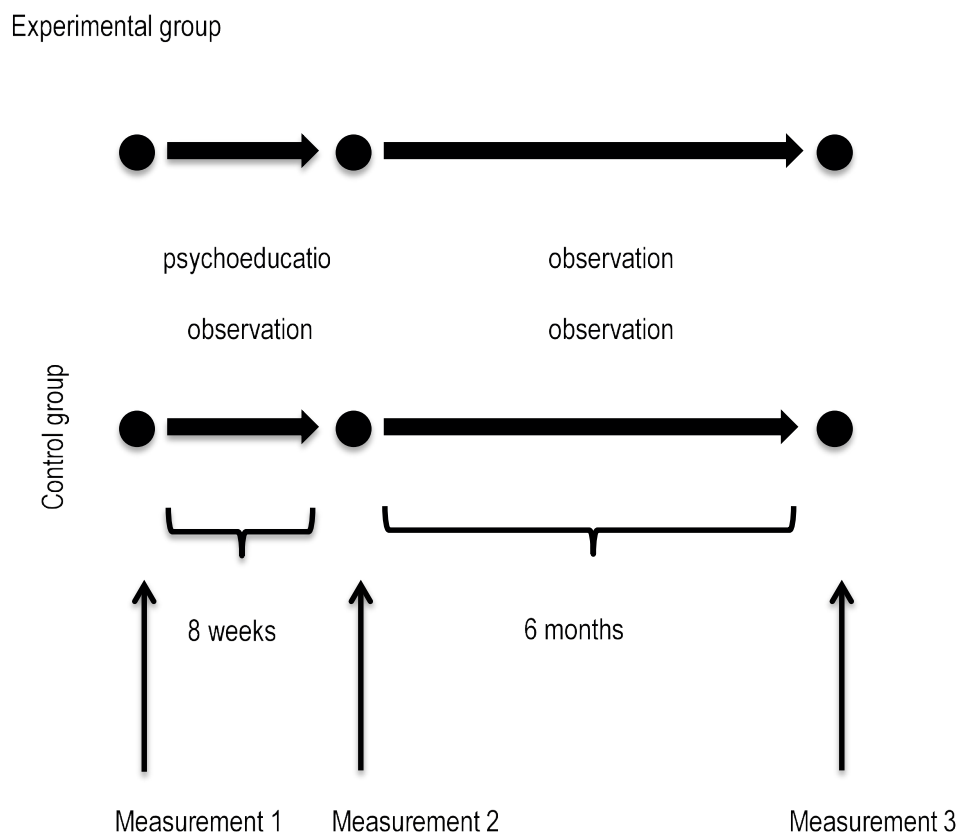 Experimental group
psychoeducatio
observation
observation
observation
Control group
8 weeks
6 months
Measurement 1
Measurement 2
Measurement 3